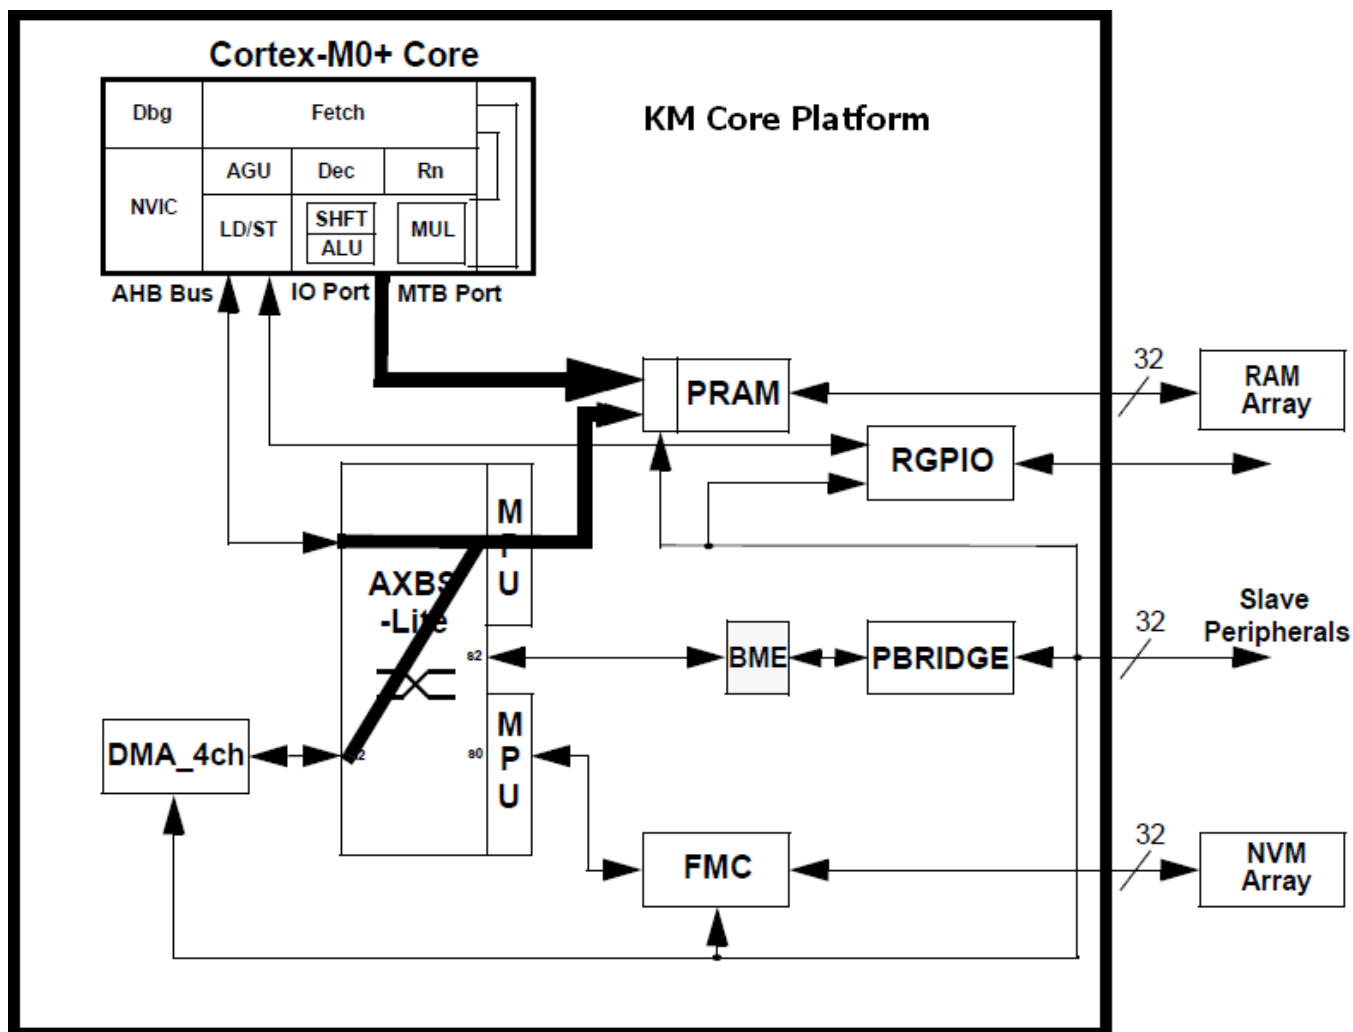 Cortex-M0+ Core
KM Core Platform
Dbg
Fetch
AGU
Dec
Rn
NVIC
LD/ST
SHFT
ALU
MUL
AHB Bus
IO Port
MTB Port
32
PRAM
RAM
Array
RGPIO
M
U
AXBS
-Lite
s2
BME
PBRIDGE
32
Slave
Peripherals
DMA_4ch
s0
M
P
U
FMC
32
NVM
Array